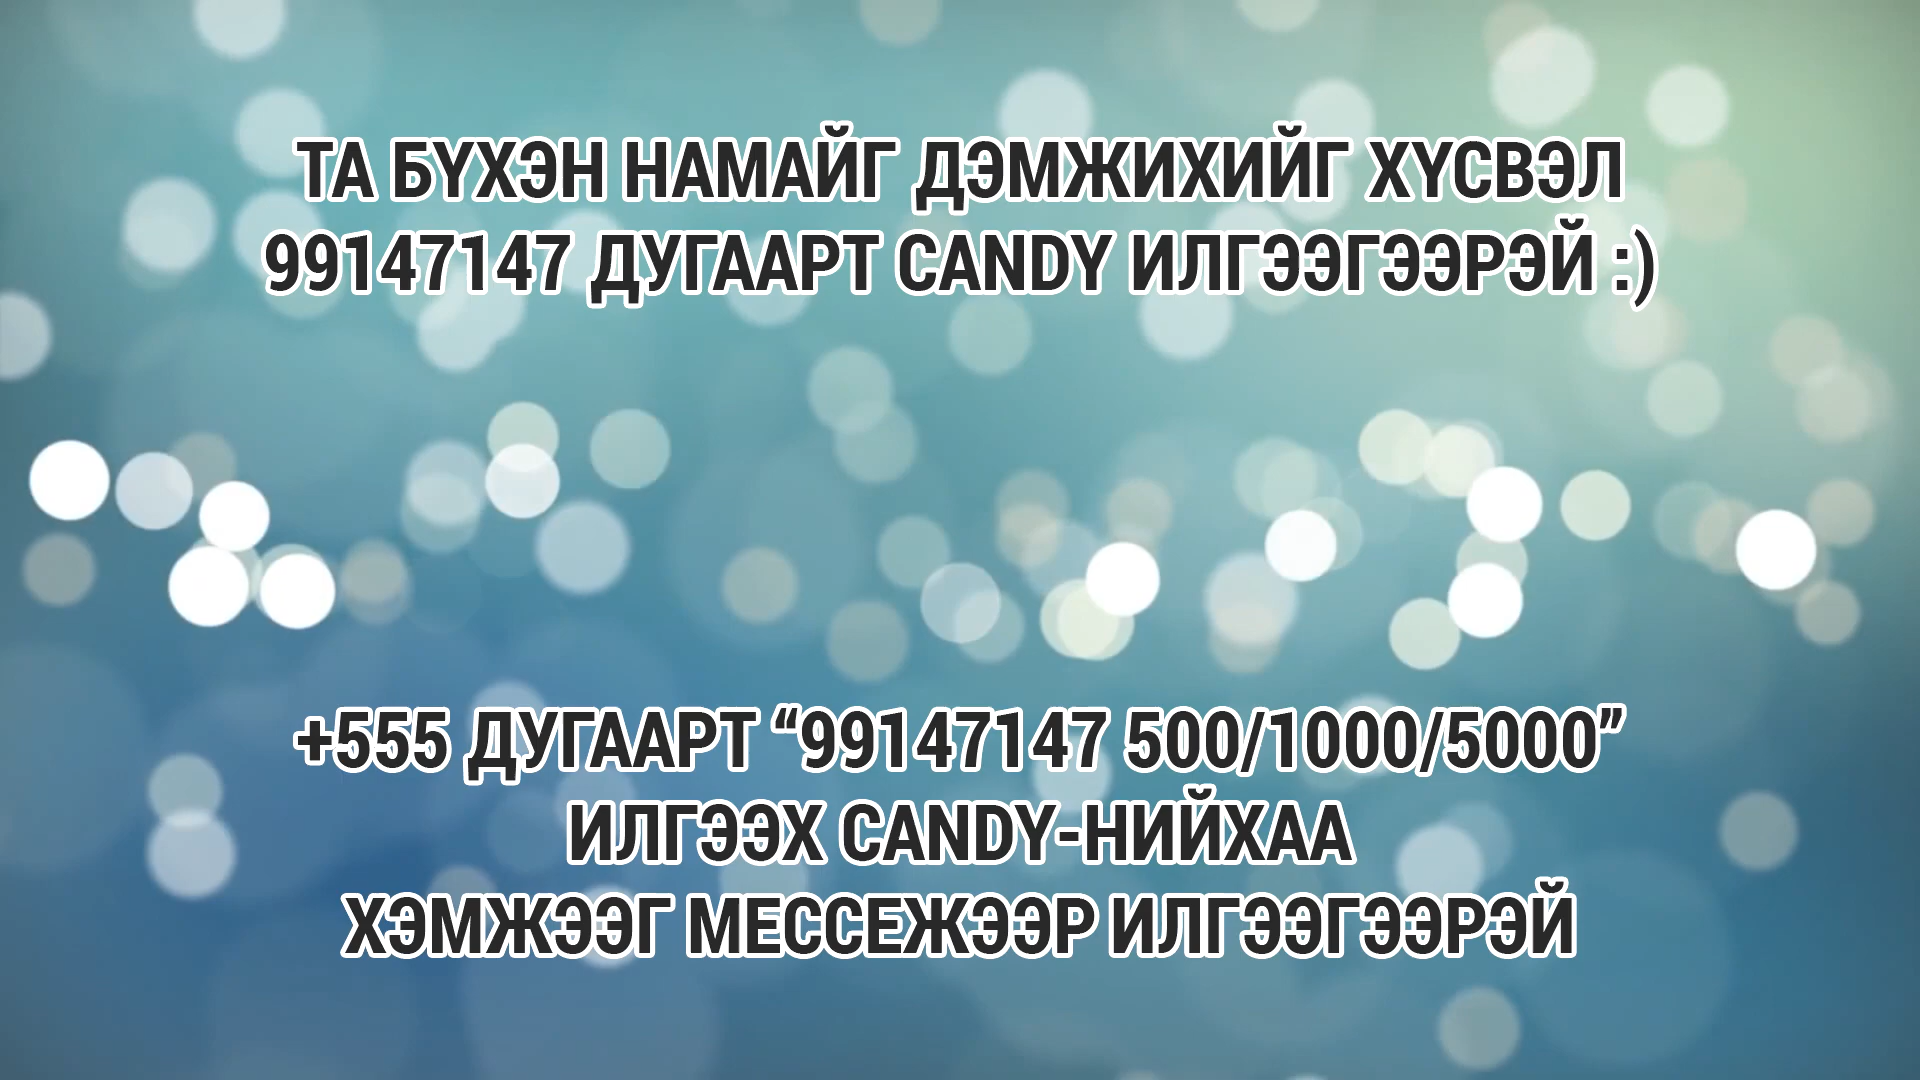 ТА БҮХЭН НАМАЙГ ДЭМЖИХИЙГ ХҮСВЭЛ
99147147 ДУГААРТ CANDY ИЛГЭЭГЭЭРЭЙ :)
+555 ДУГААРТ “99147147 500/1000/5000”
ИЛГЭЭХ CANDY-НИЙХАА
ХЭМЖЭЭГ МЕССЕЖЭЭР ИЛГЭЭГЭЭРЭЙ